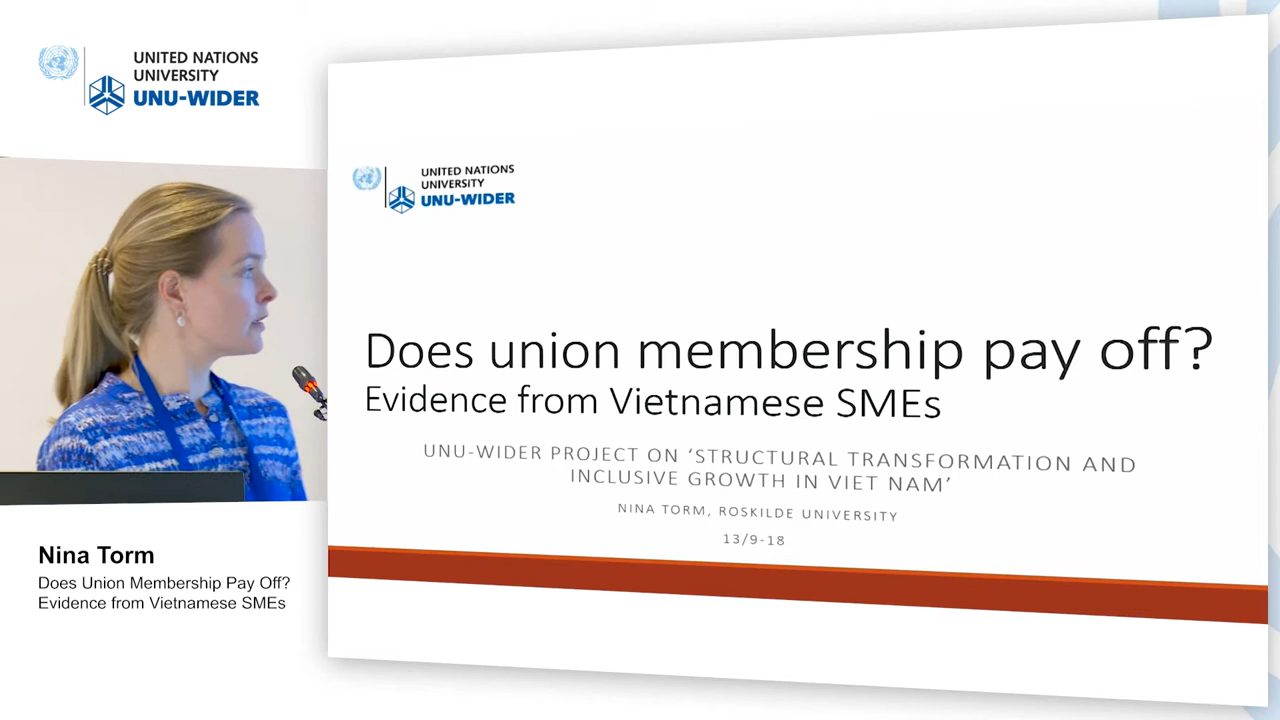 UNITED NATIONS
UNIVERSITY
UNU-WIDER
Nina Torm
Does Union Membership Pay Off?
Evidence from Vietnamese SMEs
UNITED NATIONS
UNIVERSITY
UNU-WIDER
Does union membership pay off?
Evidence from Vietnamese SMEs
UNU-WIDER PROJECT ON ‘STRUCTURAL TRANSFORMATION AND
INCLUSIVE GROWTH IN VIET NAM’
NINA TORM, ROSKILDE UNIVERSITY
13/9-18